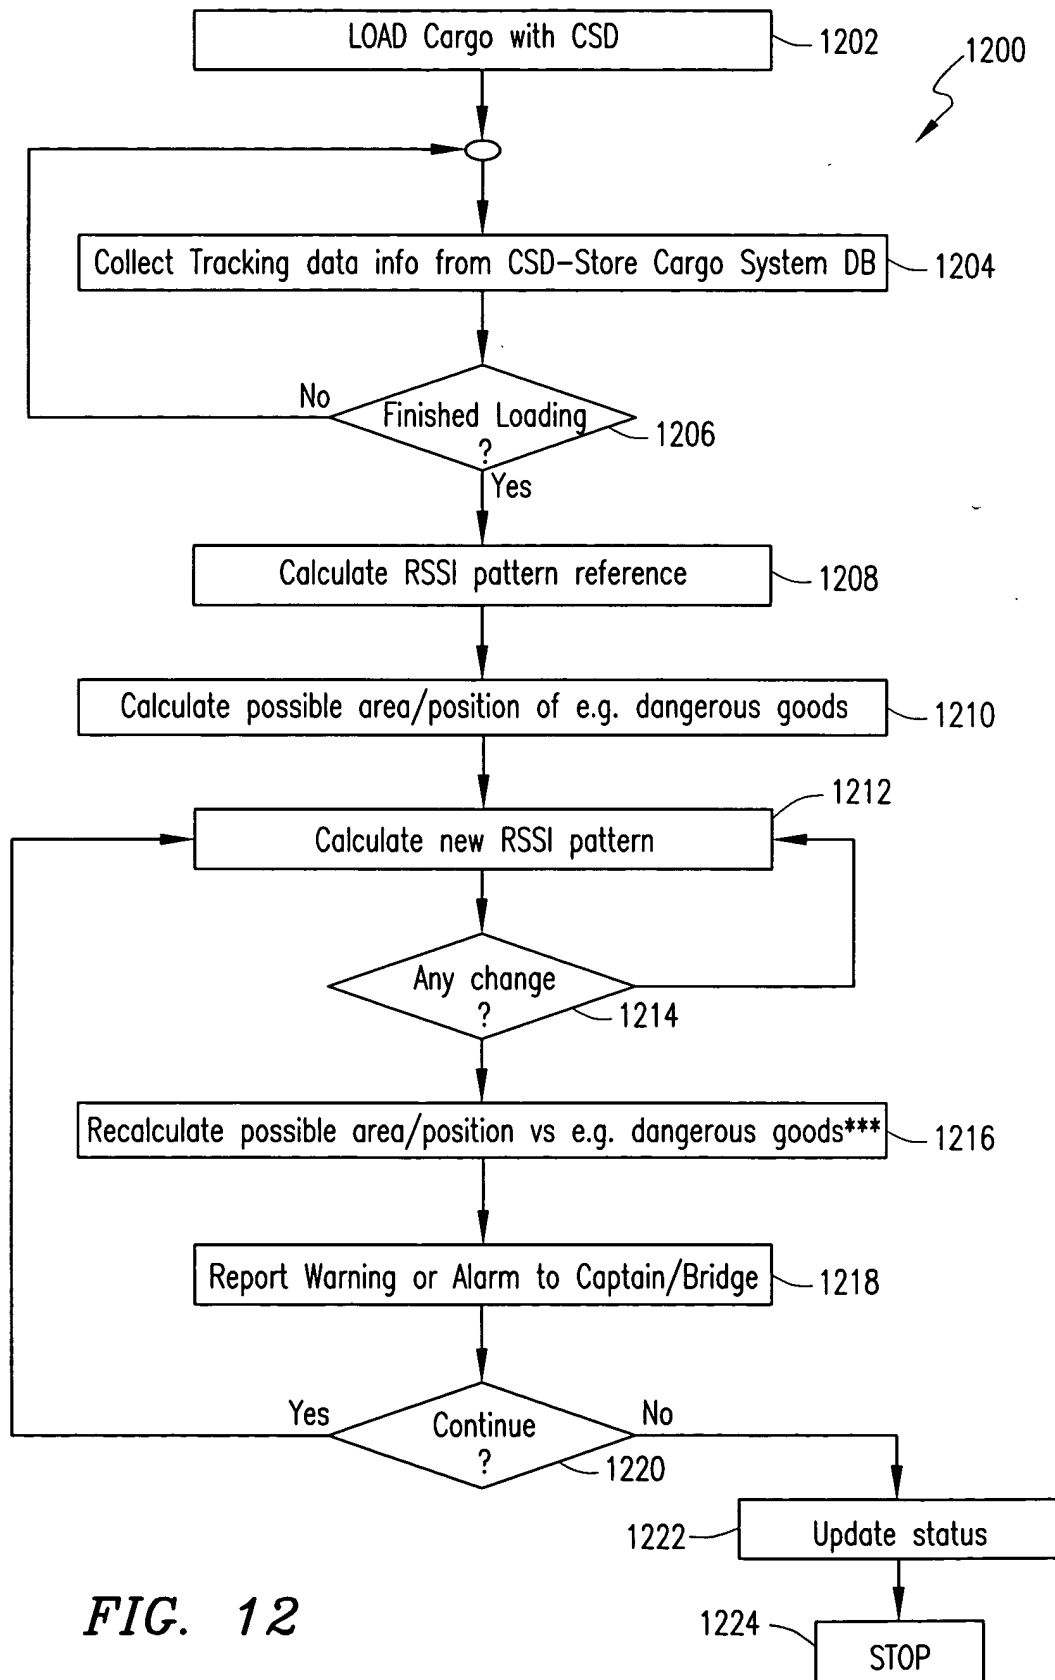 LOAD Cargo with CSD
1202
1200
Collect Tracking data info from CSD-Store Cargo System DB
1204
No
Finished Loading
?
1206
Yes
Calculate RSSI pattern reference
1208
Calculate possible area/position of e.g. dangerous goods
1210
1212
Calculate new RSSI pattern
Any change
?
1214
Recalculate possible area/position vs e.g. dangerous goods***
1216
Report Warning or Alarm to Captain/Bridge
1218
Yes
Continue
?
No
1220
1222
Update status
1224
STOP
FIG. 12